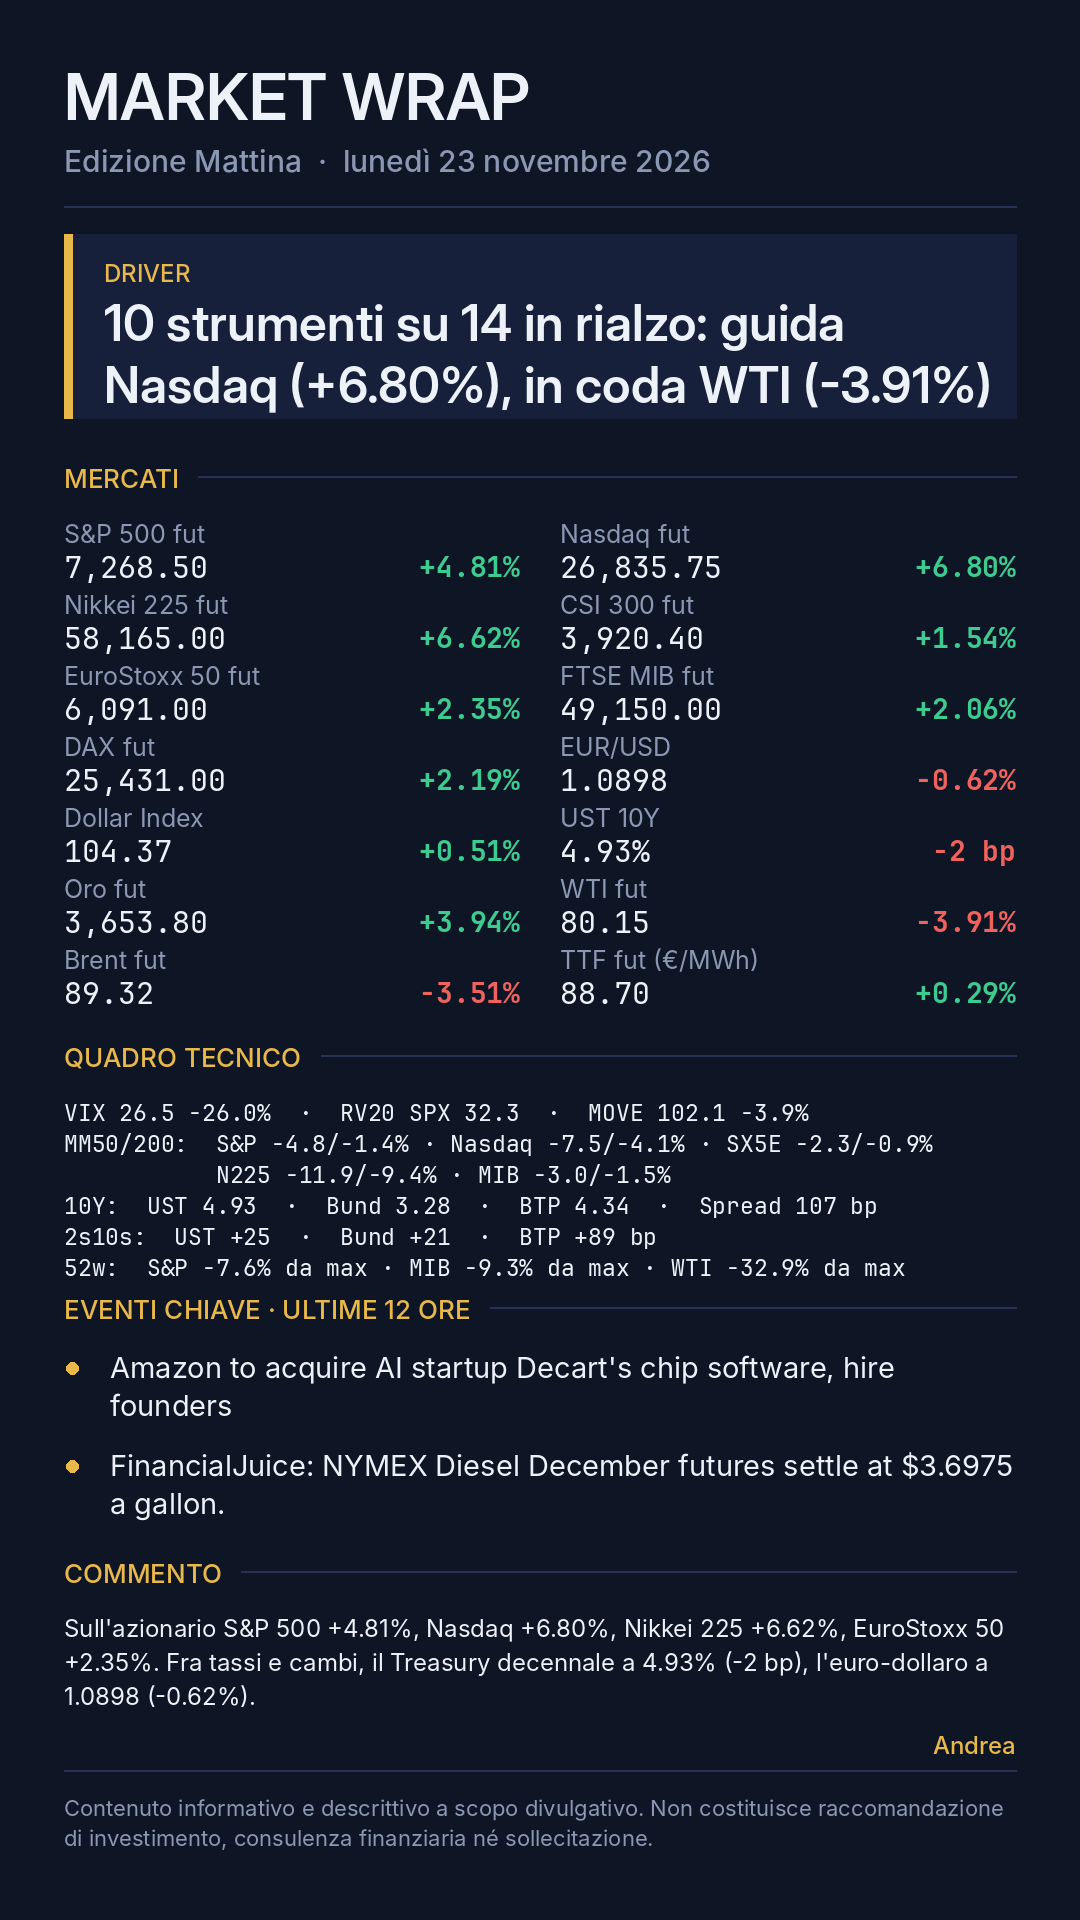 MARKET WRAP
Edizione Mattina · lunedì 23 novembre 2026
DRIVER
10 strumenti su 14 in rialzo: guida
Nasdaq (+6.80%), in coda WTI (-3.91%)
MERCATI
S&P 500 fut
7,268.50 +4.81%
Nasdaq fut
26,835.75 +6.80%
Nikkei 225 fut
58,165.00 +6.62%
CSI 300 fut
3,920.40 +1.54%
EuroStoxx 50 fut
6,091.00 +2.35%
FTSE MIB fut
49,150.00 +2.06%
DAX fut
25,431.00 +2.19%
EUR/USD
1.0898 -0.62%
Dollar Index
104.37 +0.51%
UST 10Y
4.93% -2 bp
Oro fut
3,653.80 +3.94%
WTI fut
80.15 -3.91%
Brent fut
89.32 -3.51%
TTF fut (€/MWh)
88.70 +0.29%
QUADRO TECNICO
VIX 26.5 -26.0% · RV20 SPX 32.3 · MOVE 102.1 -3.9%
MM50/200: S&P -4.8/-1.4% · Nasdaq -7.5/-4.1% · SX5E -2.3/-0.9%
N225 -11.9/-9.4% · MIB -3.0/-1.5%
10Y: UST 4.93 · Bund 3.28 · BTP 4.34 · Spread 107 bp
2s10s: UST +25 · Bund +21 · BTP +89 bp
52w: S&P -7.6% da max · MIB -9.3% da max · WTI -32.9% da max
EVENTI CHIAVE · ULTIME 12 ORE
Amazon to acquire AI startup Decart's chip software, hire
founders
FinancialJuice: NYMEX Diesel December futures settle at $3.6975
a gallon.
COMMENTO
Sull'azionario S&P 500 +4.81%, Nasdaq +6.80%, Nikkei 225 +6.62%, EuroStoxx 50
+2.35%. Fra tassi e cambi, il Treasury decennale a 4.93% (-2 bp), l'euro-dollaro a
1.0898 (-0.62%).
Andrea
Contenuto informativo e descrittivo a scopo divulgativo. Non costituisce raccomandazione
di investimento, consulenza finanziaria né sollecitazione.